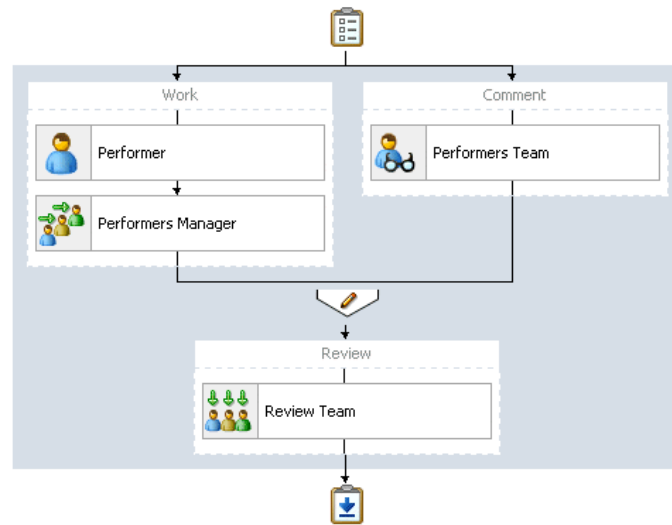 Work
Comment
Performer
Performers Team
Performers Manager
Review
Review Team